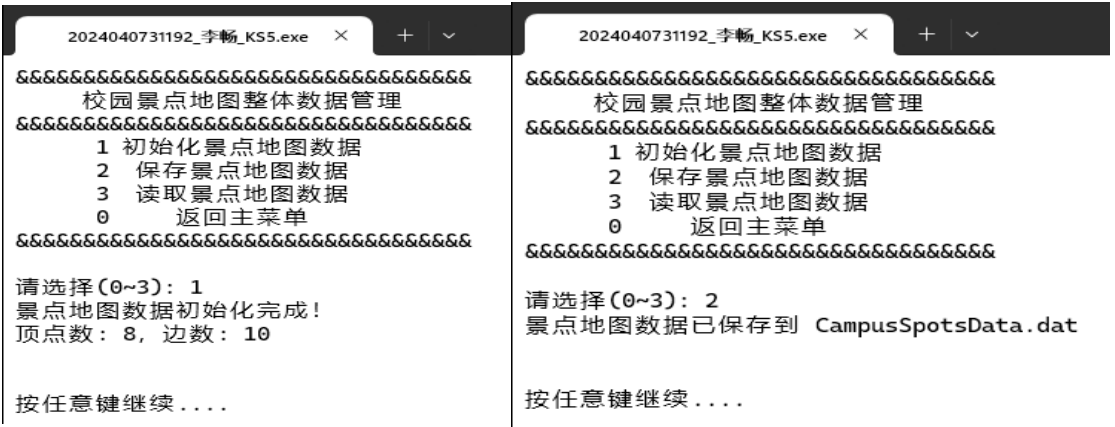 2024040731192_李畅_KS5.exe
&&&&&&&&&&&&&&&&&&&&&&&&&&&&&&&&&&
校园景点地图整体数据管理
&&&&&&&&&&&&&&&&&&&&&&&&&&&&&&&&&&
1 初始化景点地图数据
2 保存景点地图数据
3 读取景点地图数据
0 返回主菜单
&&&&&&&&&&&&&&&&&&&&&&&&&&&&&&&&&&
请选择(0~3): 1
景点地图数据初始化完成!
顶点数: 8, 边数: 10
按任意键继续....
2024040731192_李畅_KS5.exe
&&&&&&&&&&&&&&&&&&&&&&&&&&&&&&&&&&
校园景点地图整体数据管理
&&&&&&&&&&&&&&&&&&&&&&&&&&&&&&&&&&
1 初始化景点地图数据
2 保存景点地图数据
3 读取景点地图数据
0 返回主菜单
&&&&&&&&&&&&&&&&&&&&&&&&&&&&&&&&&&
请选择(0~3): 2
景点地图数据已保存到 CampusSpotsData.dat
按任意键继续....